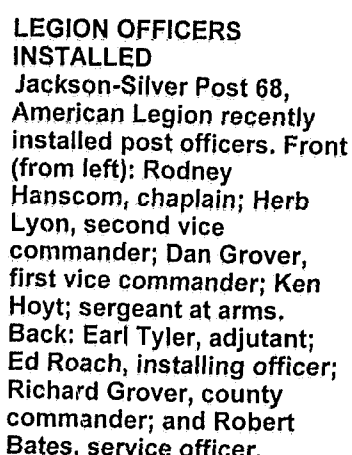 LEGION OFFICERS
INSTALLED
Jackson-Silver Post 68,
American Legion recently
installed post officers. Front
(from left): Rodney
Hanscom, chaplain; Herb
Lyon, second vice
commander; Dan Grover,
first vice commander; Ken
Hoyt; sergeant at arms.
Back: Earl Tyler, adjutant;
Ed Roach, installing officer;
Richard Grover, county
commander; and Robert
Bates, service officer.